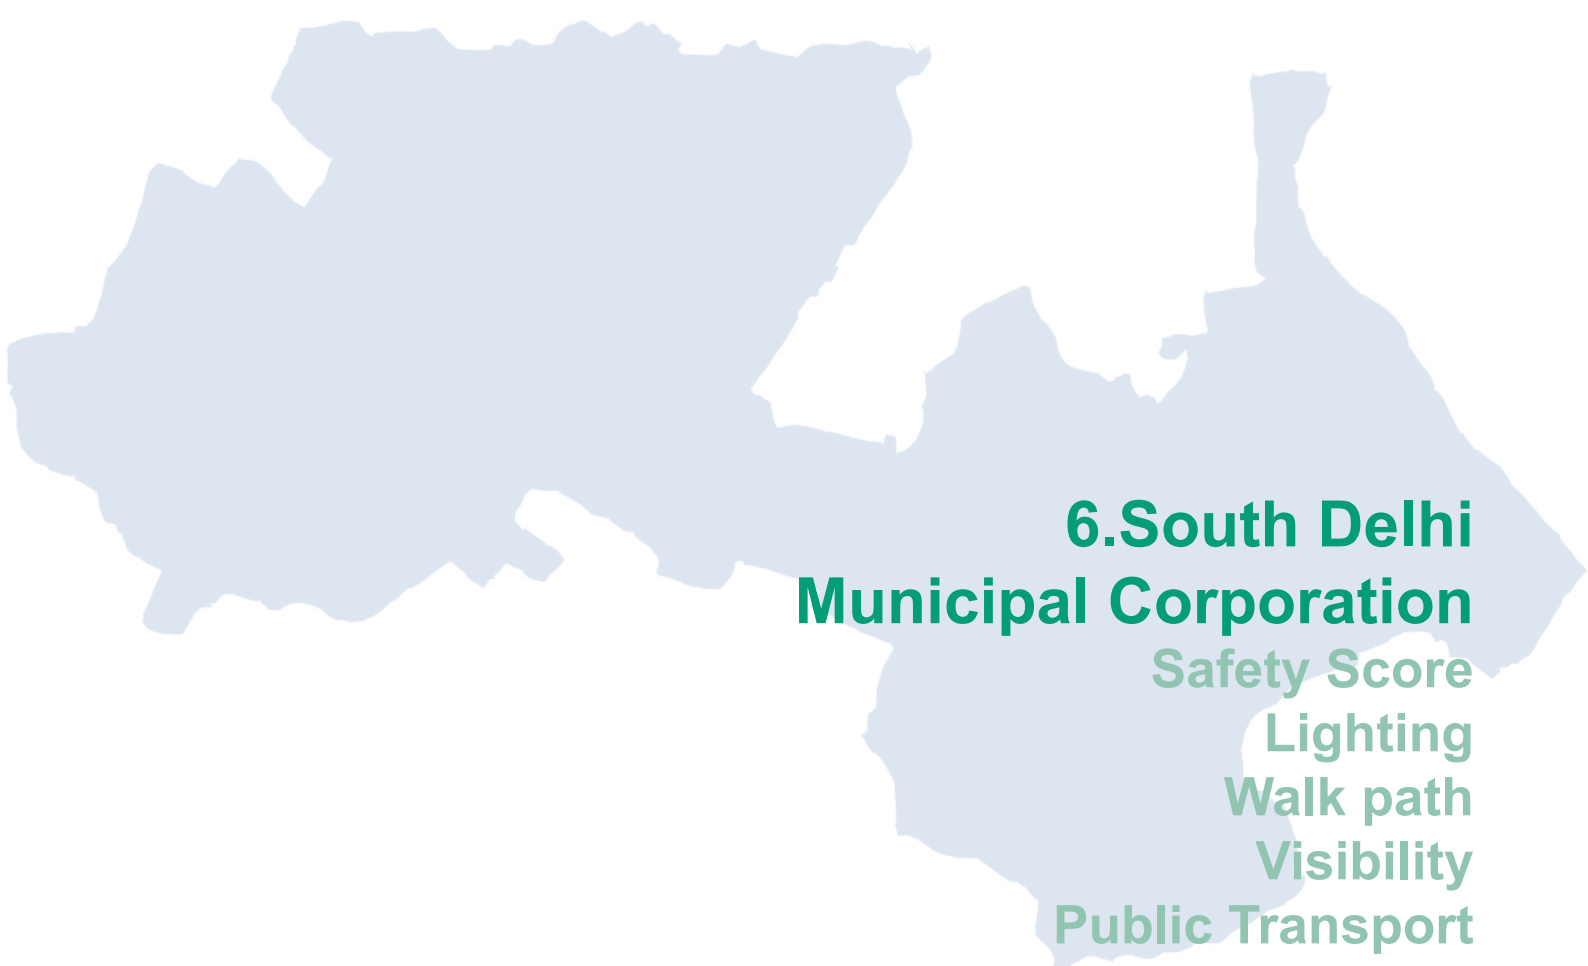 6.South Delhi
Municipal Corporation
Safety Score
Lighting
Walk path
Visibility
Public Transport